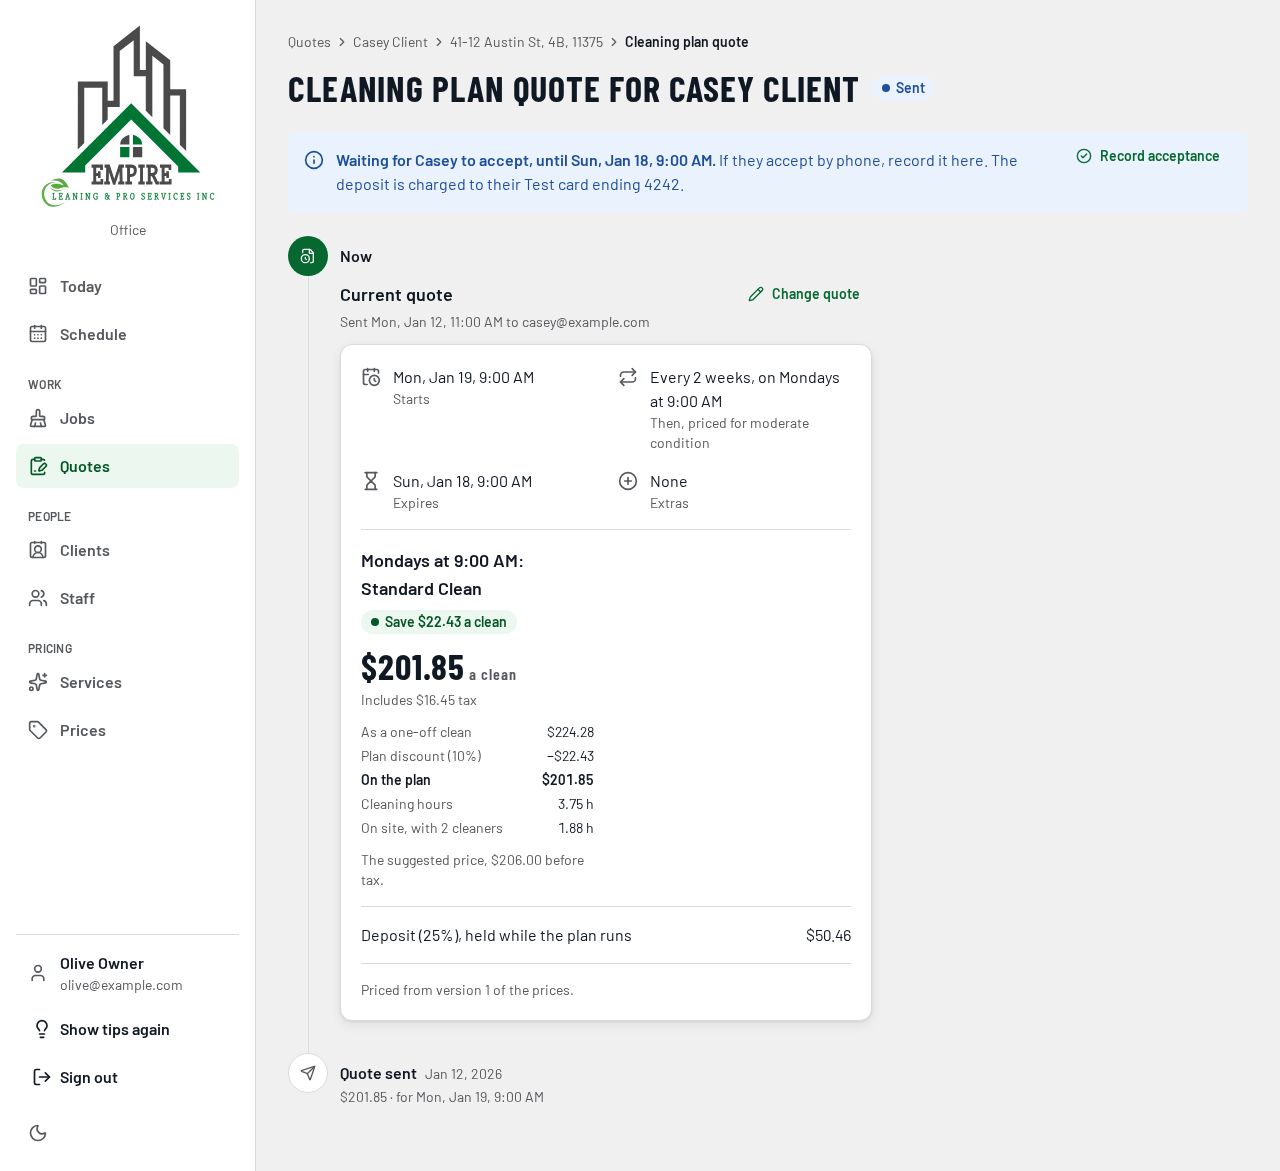 EMPIRE
CLEANING & PRO SERVICES INC
Office
Today
Schedule
WORK
Jobs
Quotes
PEOPLE
Clients
Staff
PRICING
Services
Prices
Olive Owner
olive@example.com
Show tips again
Sign out
Quotes > Casey Client > 41-12 Austin St, 4B, 11375 > Cleaning plan quote
CLEANING PLAN QUOTE FOR CASEY CLIENT
Sent
Waiting for Casey to accept, until Sun, Jan 18, 9:00 AM. If they accept by phone, record it here. The
deposit is charged to their Test card ending 4242.
Record acceptance
Now
Current quote
Change quote
Sent Mon, Jan 12, 11:00 AM to casey@example.com
Mon, Jan 19, 9:00 AM
Starts
Every 2 weeks, on Mondays
at 9:00 AM
Then, priced for moderate
condition
Sun, Jan 18, 9:00 AM
Expires
None
Extras
Mondays at 9:00 AM:
Standard Clean
Save $22.43 a clean
$201.85 a clean
Includes $16.45 tax
As a one-off clean $224.28
Plan discount (10%) −$22.43
On the plan $201.85
Cleaning hours 3.75 h
On site, with 2 cleaners 1.88 h
The suggested price, $206.00 before
tax.
Deposit (25%), held while the plan runs $50.46
Priced from version 1 of the prices.
Quote sent Jan 12, 2026
$201.85 · for Mon, Jan 19, 9:00 AM